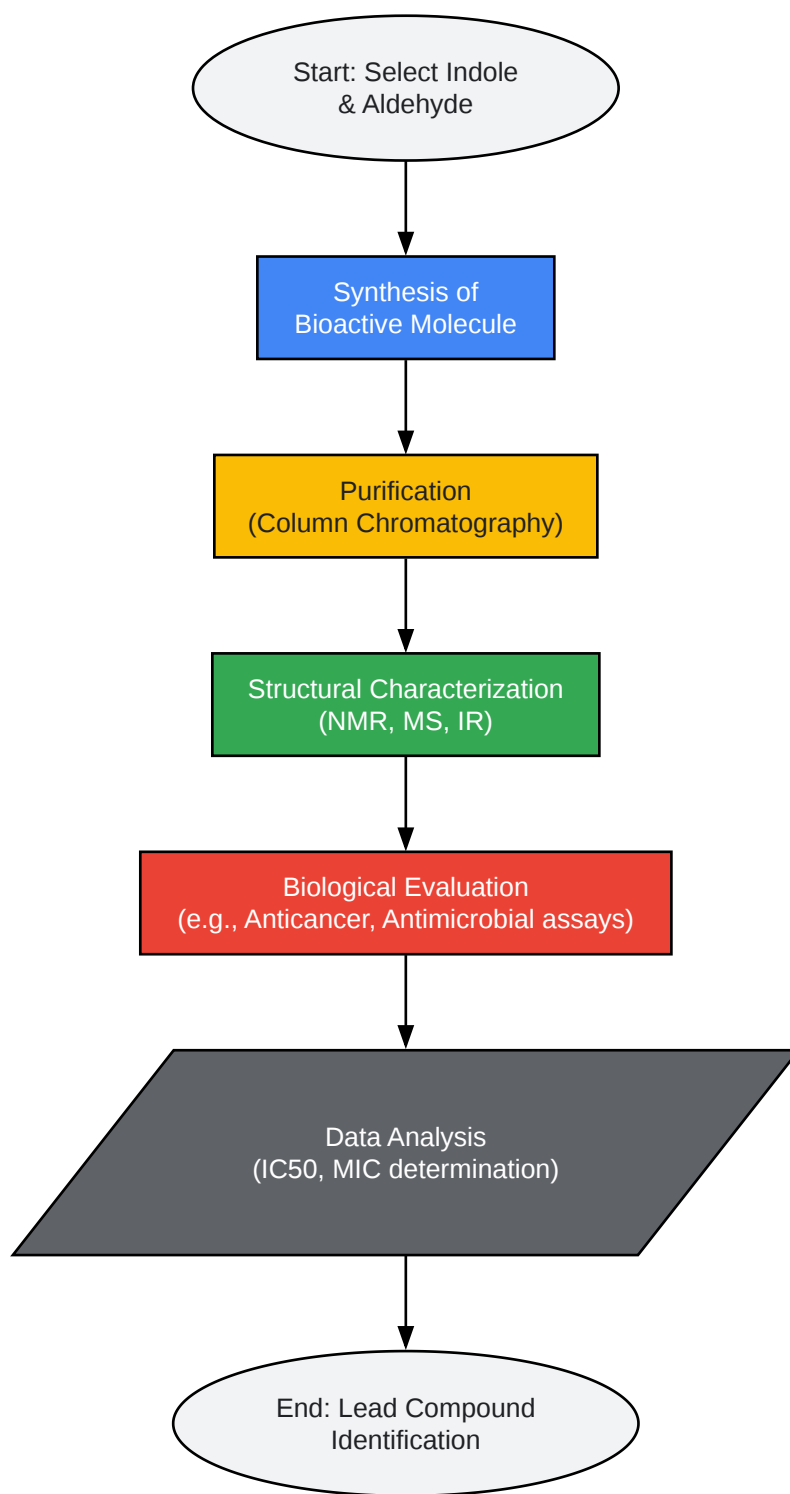 Start: Select Indole
& Aldehyde
Synthesis of
Bioactive Molecule
Purification
(Column Chromatography)
Structural Characterization
(NMR, MS, IR)
Biological Evaluation
(e.g., Anticancer, Antimicrobial assays)
Data Analysis
(IC50, MIC determination)
End: Lead Compound
Identification